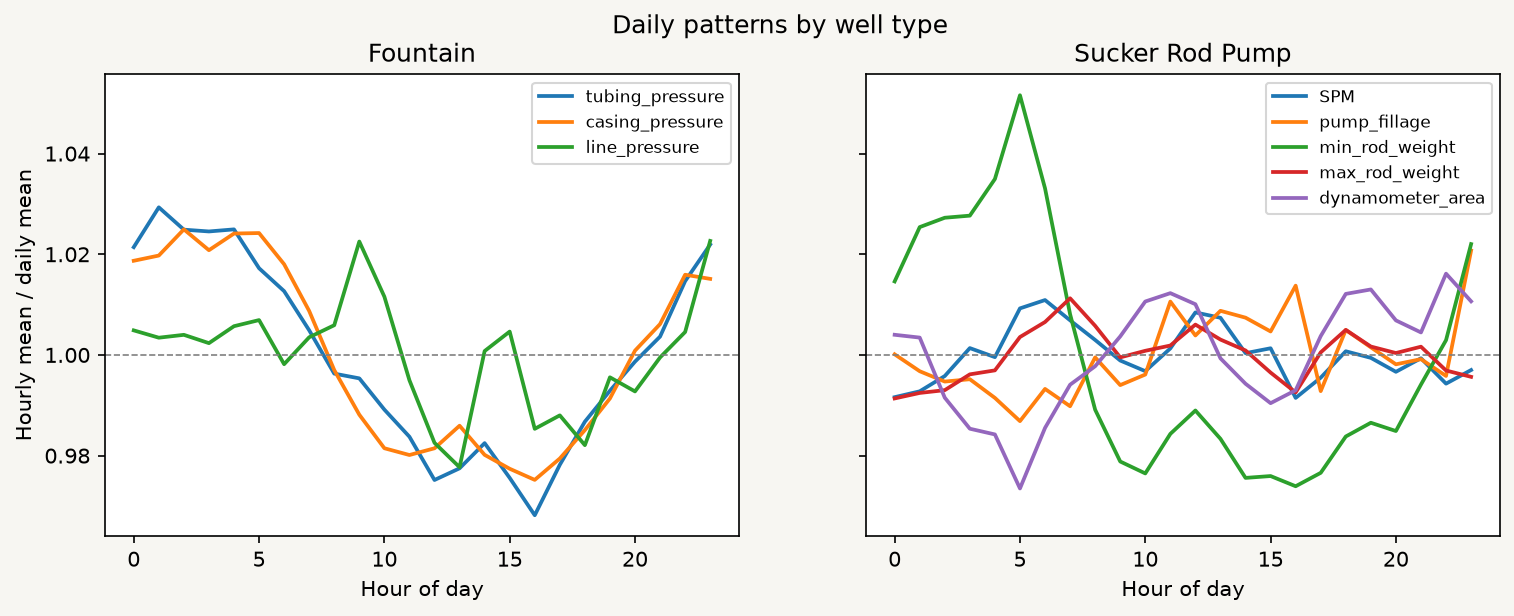 Daily patterns by well type
Fountain
Hourly mean / daily mean
1.04
1.02
1.00
0.98
0 5 10 15 20
Hour of day
tubing_pressure
casing_pressure
line_pressure
Sucker Rod Pump
SPM
pump_fillage
min_rod_weight
max_rod_weight
dynamometer_area
0 5 10 15 20
Hour of day